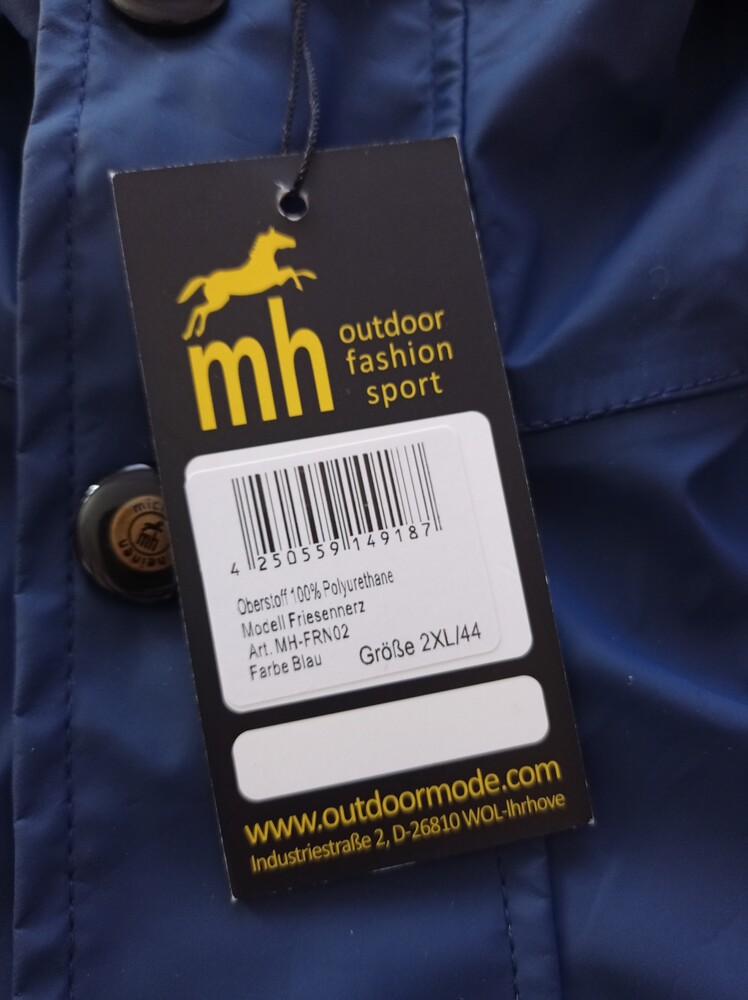 mh
outdoor
fashion
sport
4 250559 149187
Oberstoff 100% Polyurethane
Modell Friesennerz
Art. MH-FRN02
Farbe Blau
Größe 2XL/44
www.outdoormode.com
Industriestraße 2, D-26810 WOL-Ihrhove
mh